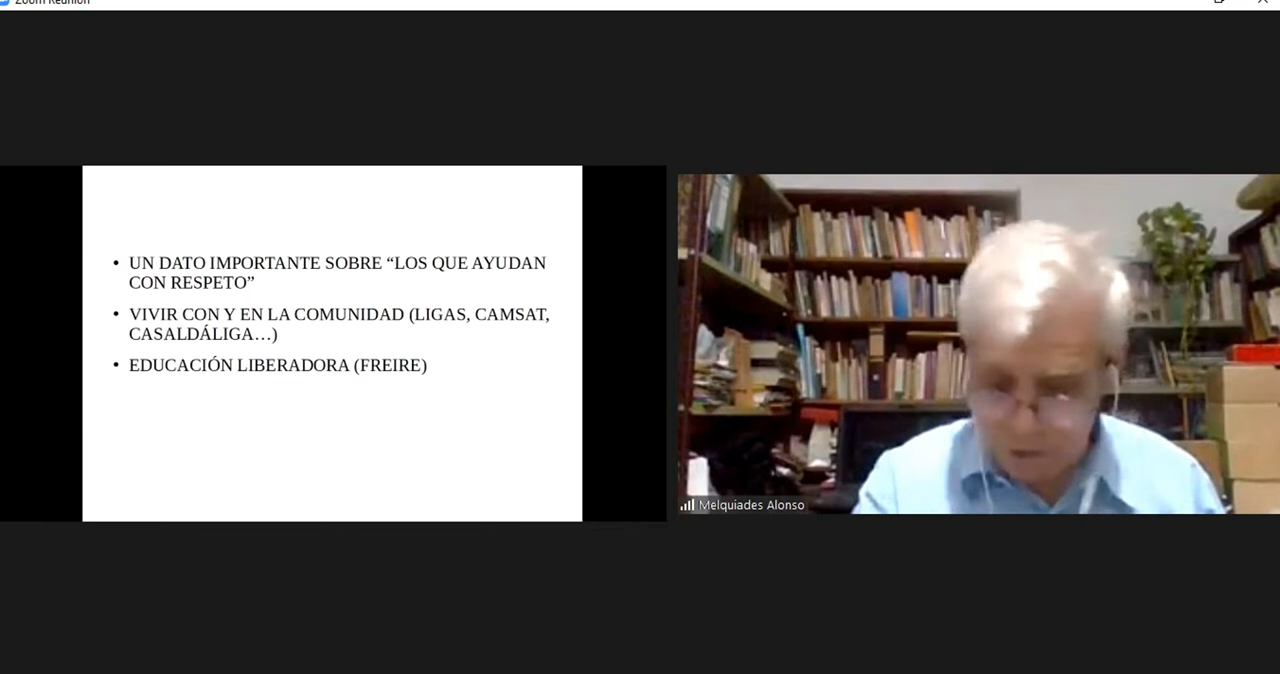 Zoom Reunión
• UN DATO IMPORTANTE SOBRE “LOS QUE AYUDAN
CON RESPETO”
• VIVIR CON Y EN LA COMUNIDAD (LIGAS, CAMSAT,
CASALDÁLIGA…)
• EDUCACIÓN LIBERADORA (FREIRE)
Melquiades Alonso